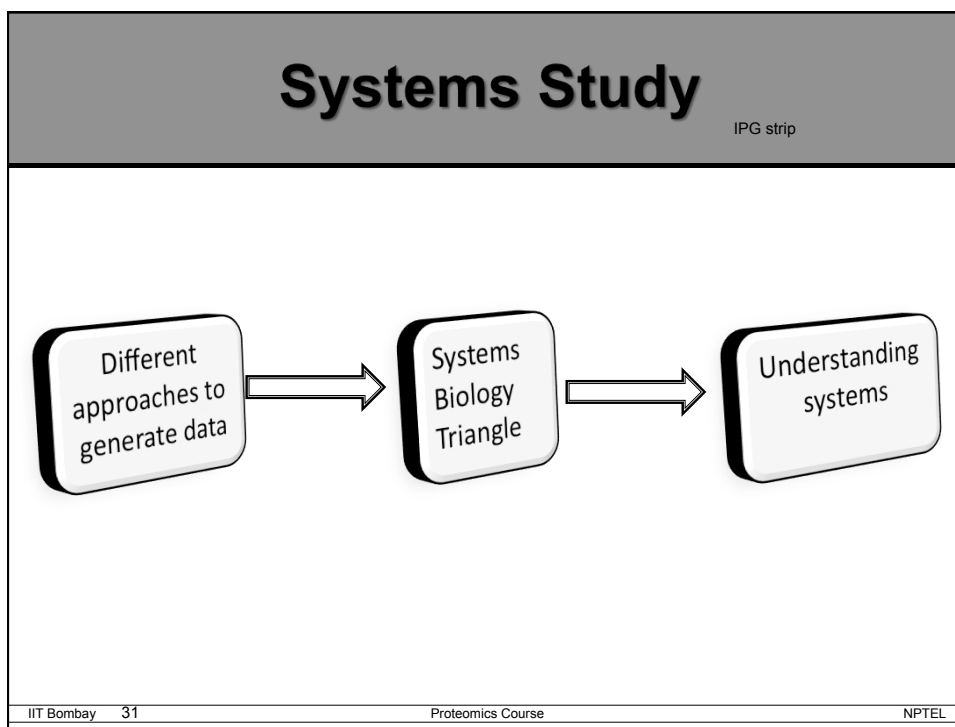 Systems Study
IPG strip
Different
approaches to
generate data
Systems
Biology
Triangle
Understanding
systems
IIT Bombay 31 Proteomics Course NPTEL